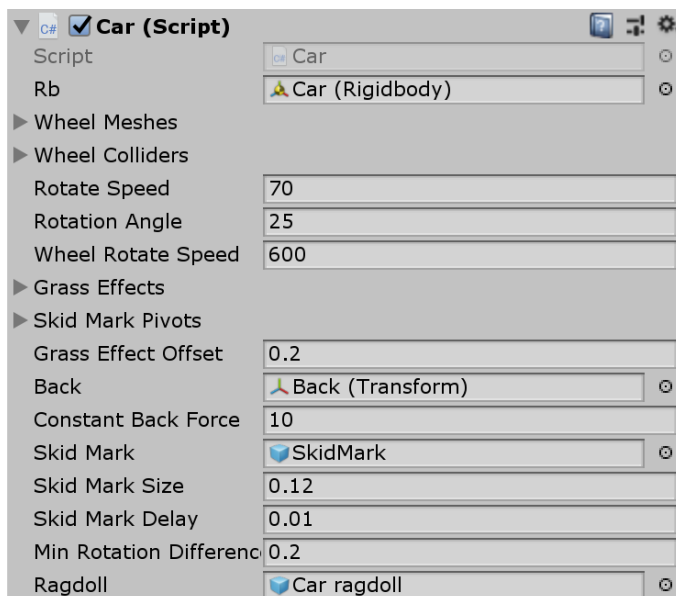 C# Car (Script)
Script C# Car
Rb Car (Rigidbody)
Wheel Meshes
Wheel Colliders
Rotate Speed 70
Rotation Angle 25
Wheel Rotate Speed 600
Grass Effects
Skid Mark Pivots
Grass Effect Offset 0.2
Back Back (Transform)
Constant Back Force 10
Skid Mark SkidMark
Skid Mark Size 0.12
Skid Mark Delay 0.01
Min Rotation Differenc 0.2
Ragdoll Car ragdoll